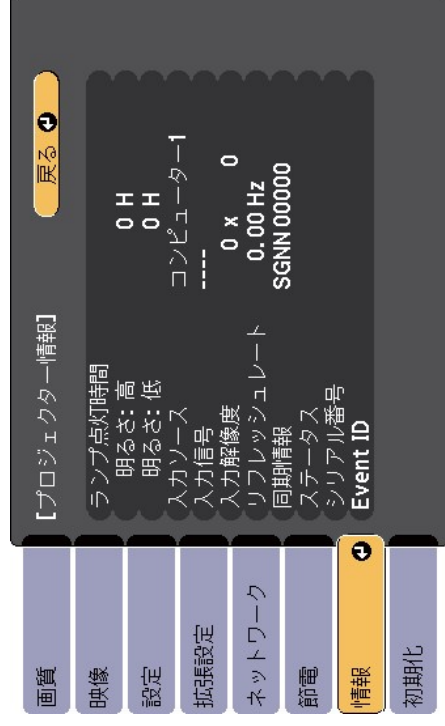 画質
映像
設定
拡張設定
ネットワーク
節電
情報
初期化
[プロジェクター情報]
戻る
ランプ点灯時間
明るさ: 高 0 H
明るさ: 低 0 H
入力ソース コンピューター1
入力信号 ----
入力解像度 0 x 0
リフレッシュレート 0.00 Hz
同期情報 SGNN 00000
ステータス
シリアル番号
Event ID